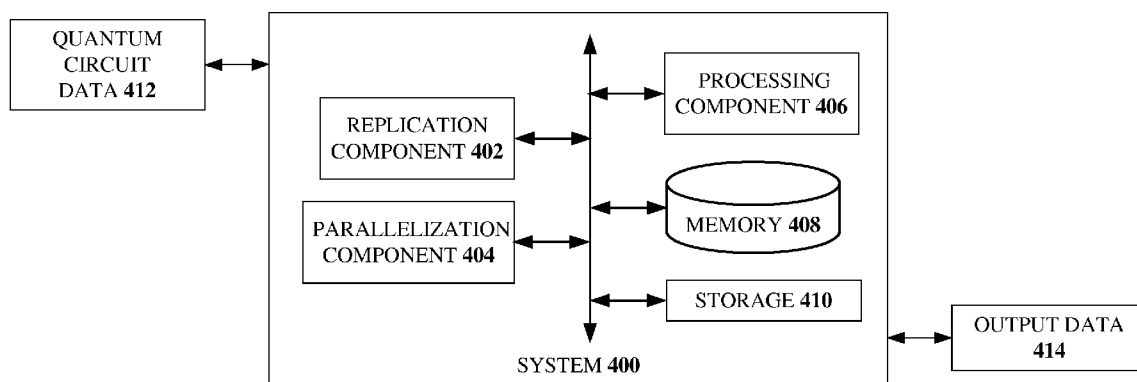 QUANTUM
CIRCUIT
DATA 412
REPLICATION
COMPONENT 402
PARALLELIZATION
COMPONENT 404
PROCESSING
COMPONENT 406
MEMORY 408
STORAGE 410
SYSTEM 400
OUTPUT DATA
414